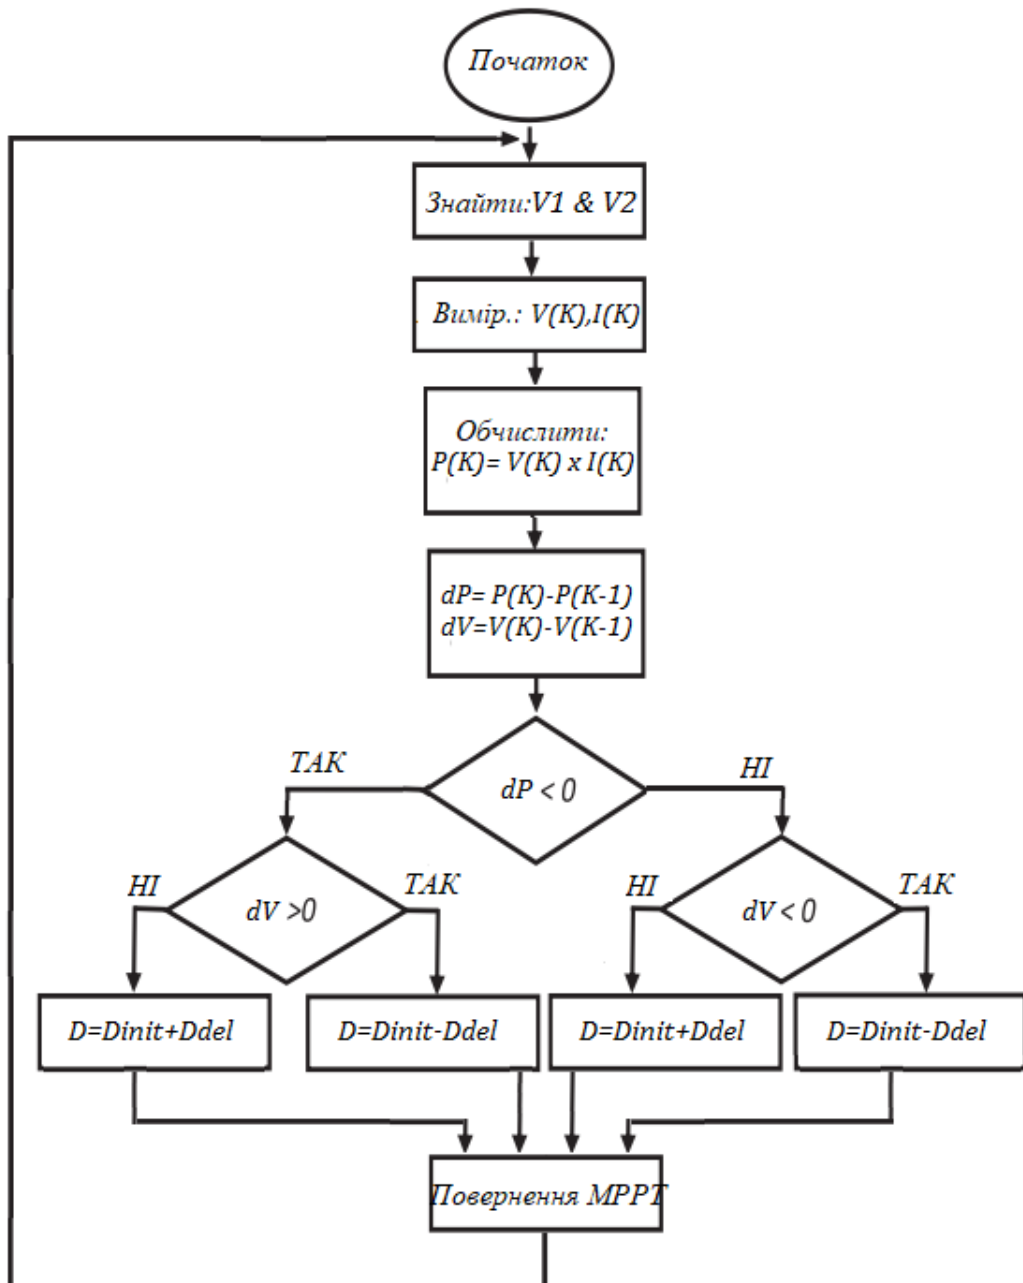 Початок
Знайти:V1 & V2
Вимір.: V(K),I(K)
Обчислити:
P(K)= V(K) x I(K)
dP= P(K)-P(K-1)
dV=V(K)-V(K-1)
ТАК
НІ
dP < 0
НІ
ТАК
НІ
ТАК
dV >0
dV < 0
D=Dinit+Ddel
D=Dinit-Ddel
D=Dinit+Ddel
D=Dinit-Ddel
Повернення МРРТ